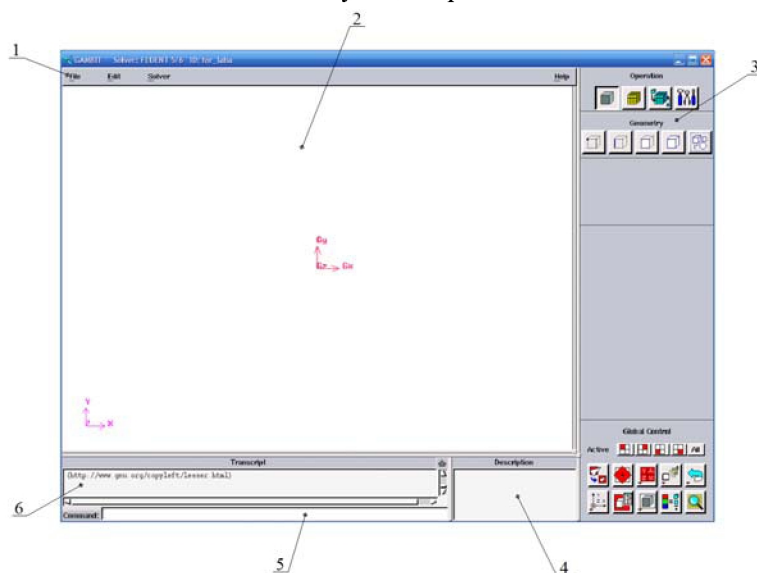 2
1
3
GAMBIT Solver: FLUENT 5/6 ID: for_laba
File Edit Solver Help
Operation
Geometry
Gy
Gz Gx
Y
Z X
Global Control
Active All
Transcript
Description
(http://www.gnu.org/copyleft/lesser.html)
6
Command:
5
4